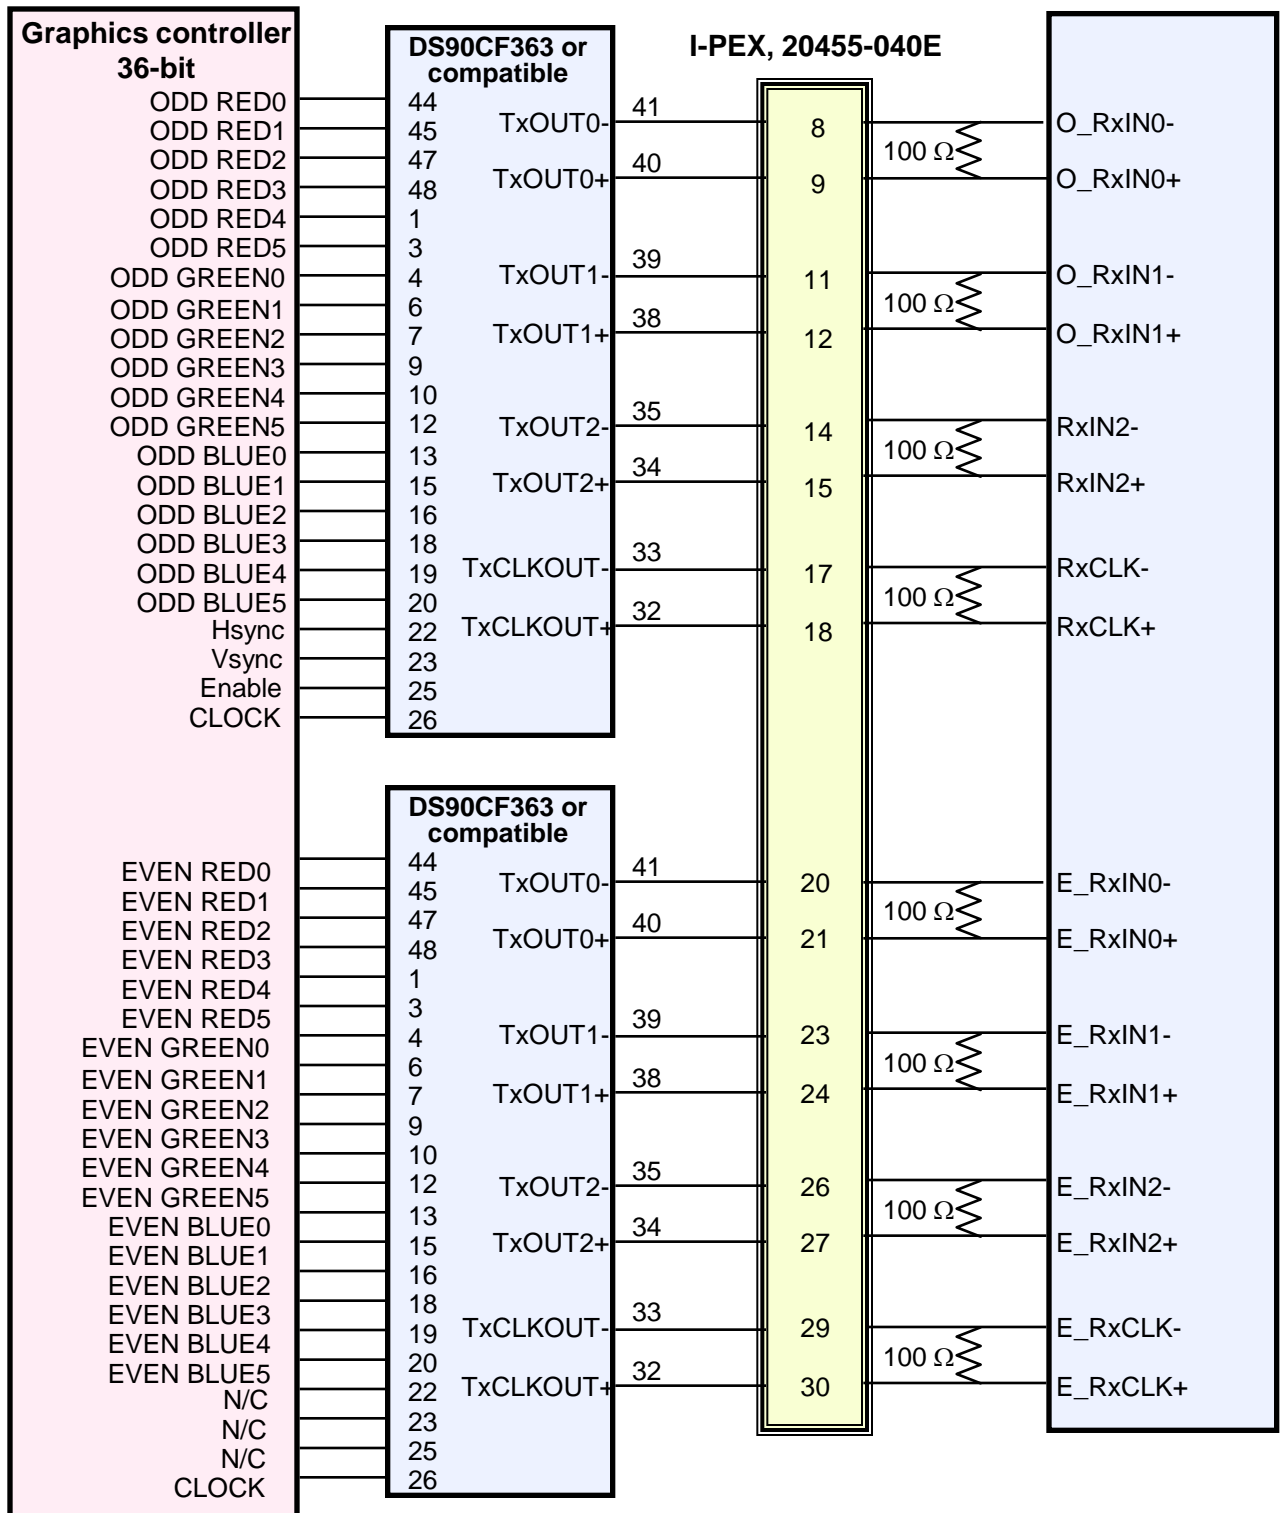 Graphics controller
36-bit
ODD RED0
ODD RED1
ODD RED2
ODD RED3
ODD RED4
ODD RED5
ODD GREEN0
ODD GREEN1
ODD GREEN2
ODD GREEN3
ODD GREEN4
ODD GREEN5
ODD BLUE0
ODD BLUE1
ODD BLUE2
ODD BLUE3
ODD BLUE4
ODD BLUE5
Hsync
Vsync
Enable
CLOCK
EVEN RED0
EVEN RED1
EVEN RED2
EVEN RED3
EVEN RED4
EVEN RED5
EVEN GREEN0
EVEN GREEN1
EVEN GREEN2
EVEN GREEN3
EVEN GREEN4
EVEN GREEN5
EVEN BLUE0
EVEN BLUE1
EVEN BLUE2
EVEN BLUE3
EVEN BLUE4
EVEN BLUE5
N/C
N/C
N/C
CLOCK
DS90CF363 or
compatible
44
45
47
48
1
3
4
6
7
9
10
12
13
15
16
18
19
20
22
23
25
26
TxOUT0-
TxOUT0+
TxOUT1-
TxOUT1+
TxOUT2-
TxOUT2+
TxCLKOUT-
TxCLKOUT+
41
40
39
38
35
34
33
32
DS90CF363 or
compatible
44
45
47
48
1
3
4
6
7
9
10
12
13
15
16
18
19
20
22
23
25
26
TxOUT0-
TxOUT0+
TxOUT1-
TxOUT1+
TxOUT2-
TxOUT2+
TxCLKOUT-
TxCLKOUT+
41
40
39
38
35
34
33
32
I-PEX, 20455-040E
8
9
11
12
14
15
17
18
20
21
23
24
26
27
29
30
100 Ω
100 Ω
100 Ω
100 Ω
100 Ω
100 Ω
100 Ω
100 Ω
O_RxIN0-
O_RxIN0+
O_RxIN1-
O_RxIN1+
RxIN2-
RxIN2+
RxCLK-
RxCLK+
E_RxIN0-
E_RxIN0+
E_RxIN1-
E_RxIN1+
E_RxIN2-
E_RxIN2+
E_RxCLK-
E_RxCLK+